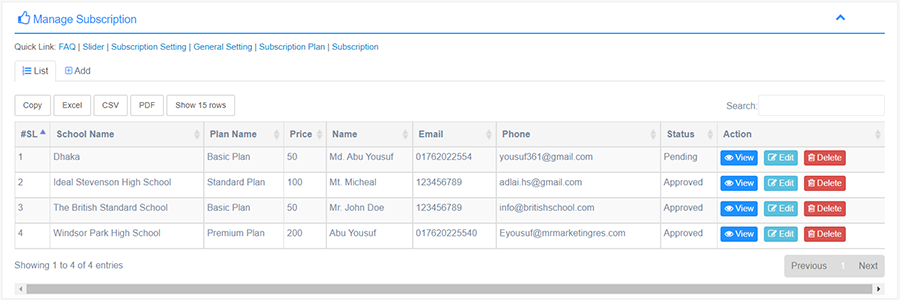 Manage Subscription
Quick Link: FAQ | Slider | Subscription Setting | General Setting | Subscription Plan | Subscription
List Add
Copy Excel CSV PDF Show 15 rows Search:
#SL School Name Plan Name Price Name Email Phone Status Action
1 Dhaka Basic Plan 50 Md. Abu Yousuf 01762022554 yousuf361@gmail.com Pending View Edit Delete
2 Ideal Stevenson High School Standard Plan 100 Mt. Micheal 123456789 adlai.hs@gmail.com Approved View Edit Delete
3 The British Standard School Basic Plan 50 Mr. John Doe 123456789 info@britishschool.com Approved View Edit Delete
4 Windsor Park High School Premium Plan 200 Abu Yousuf 017620225540 Eyousuf@mrmarketingres.com Approved View Edit Delete
Showing 1 to 4 of 4 entries Previous 1 Next